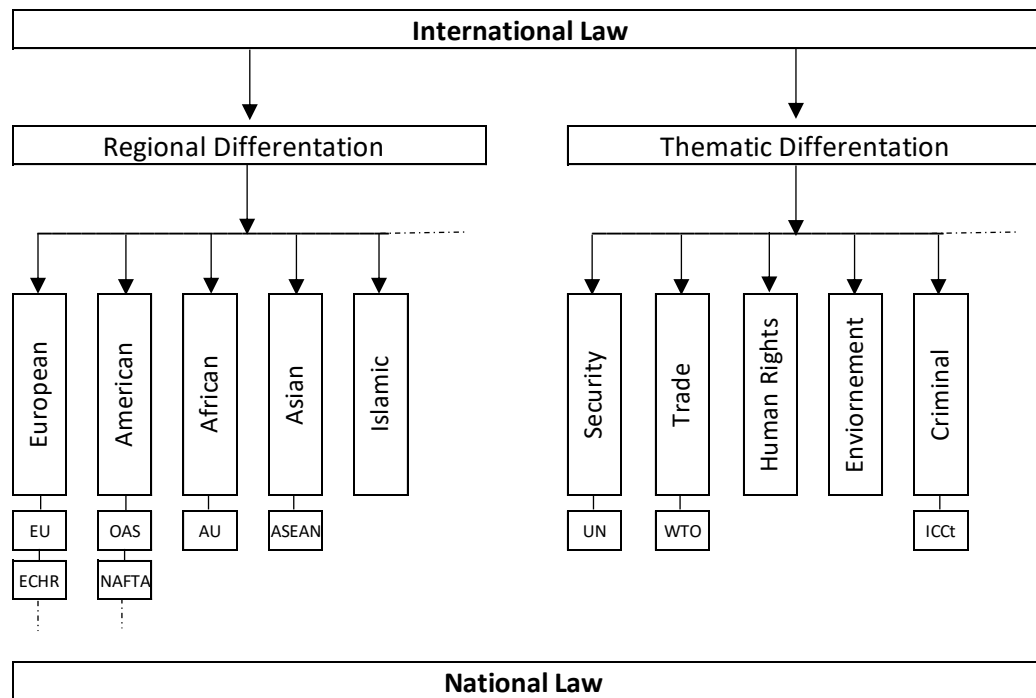 International Law
Regional Differentation
Thematic Differentation
European
American
African
Asian
Islamic
Security
Trade
Human Rights
Enviornement
Criminal
EU
OAS
AU
ASEAN
UN
WTO
ICCt
ECHR
NAFTA
National Law